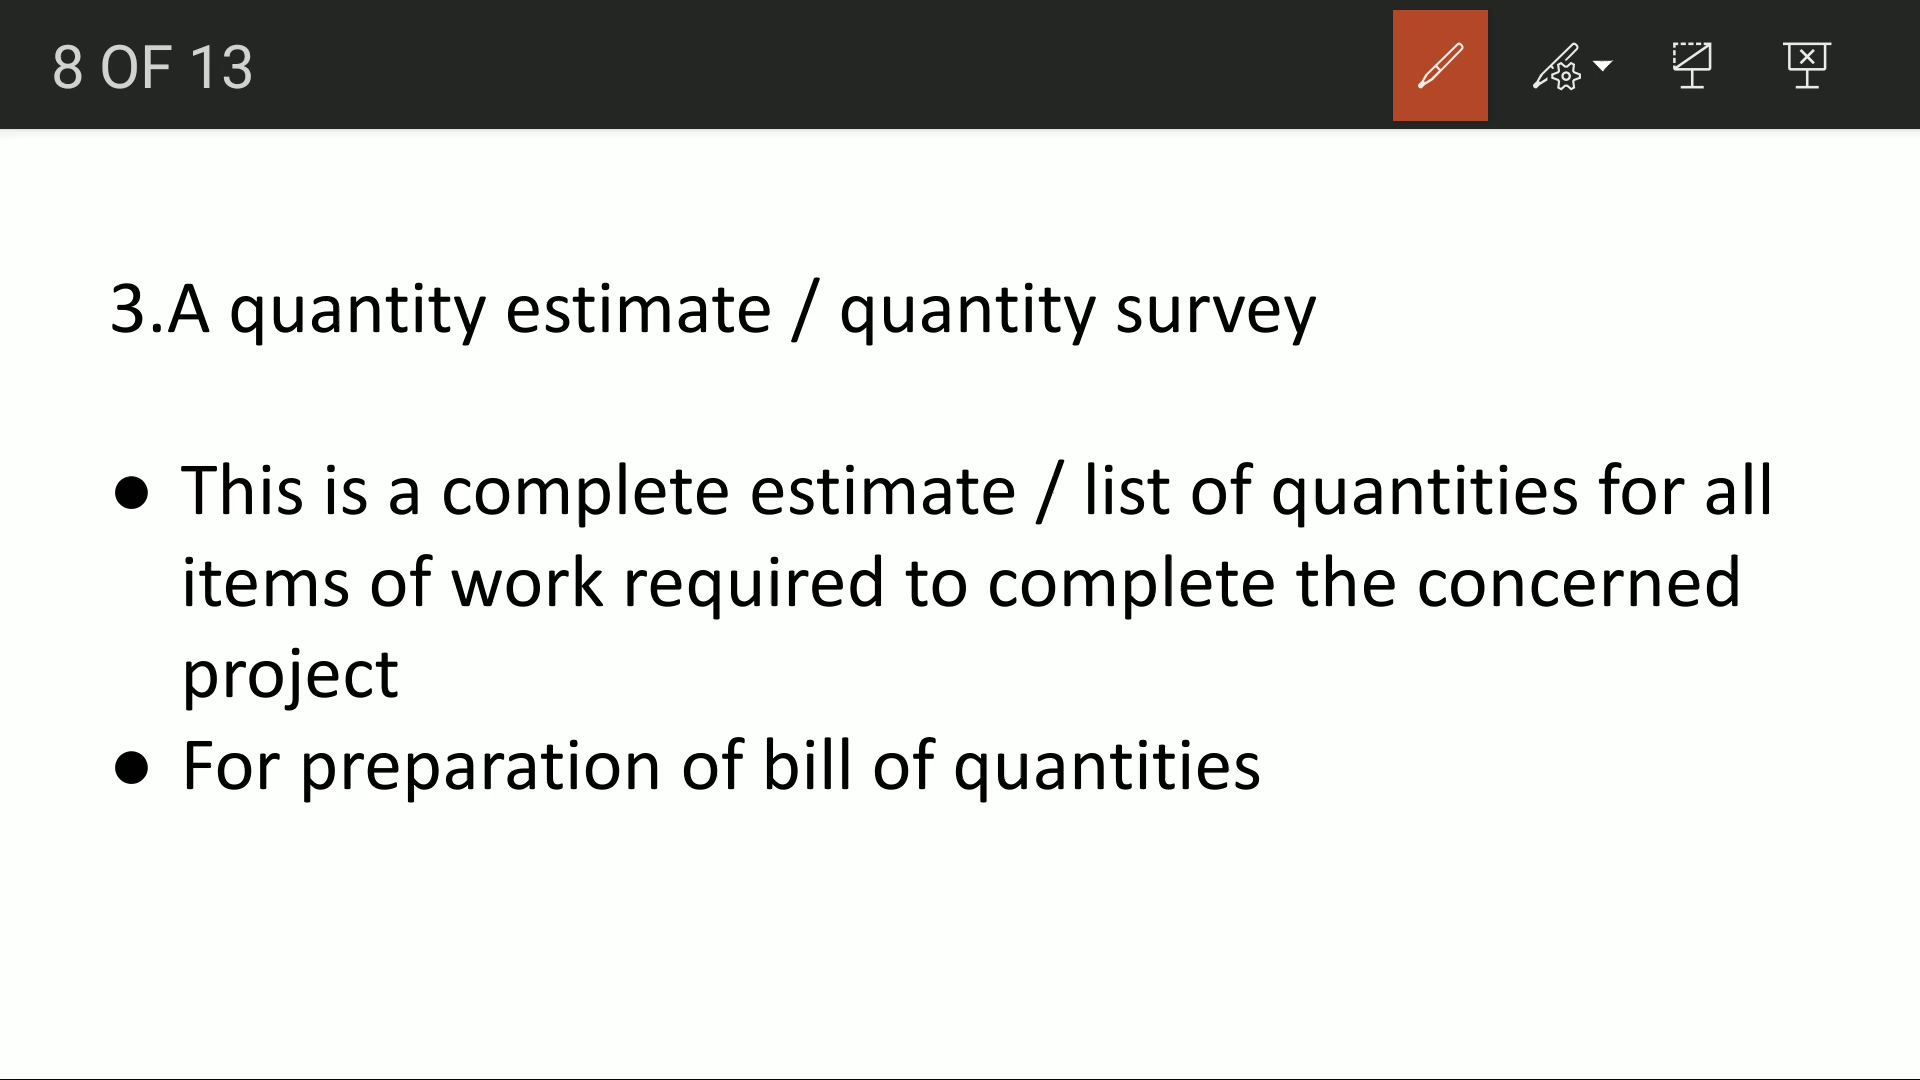 8 OF 13
3.A quantity estimate / quantity survey
● This is a complete estimate / list of quantities for all
items of work required to complete the concerned
project
● For preparation of bill of quantities